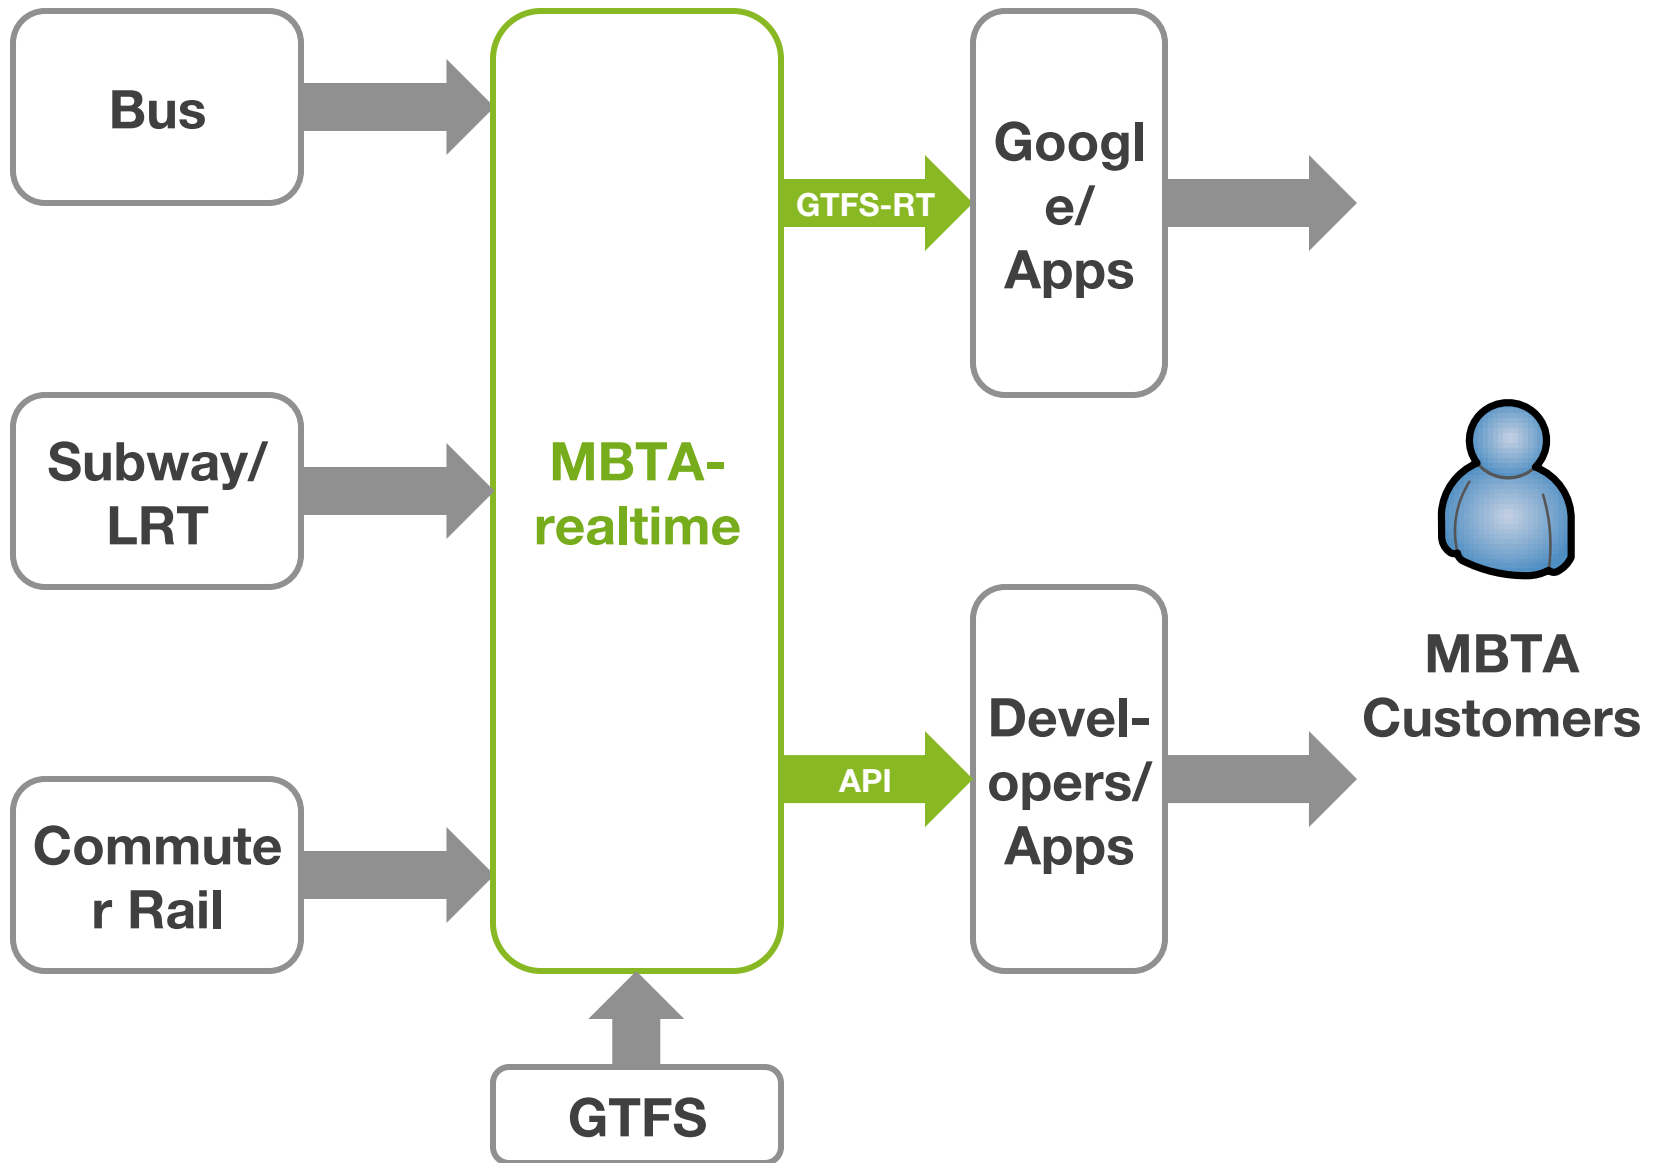 Bus
Subway/
LRT
Commute
r Rail
MBTA-
realtime
GTFS
GTFS-RT
API
Googl
e/
Apps
Devel-
opers/
Apps
MBTA
Customers